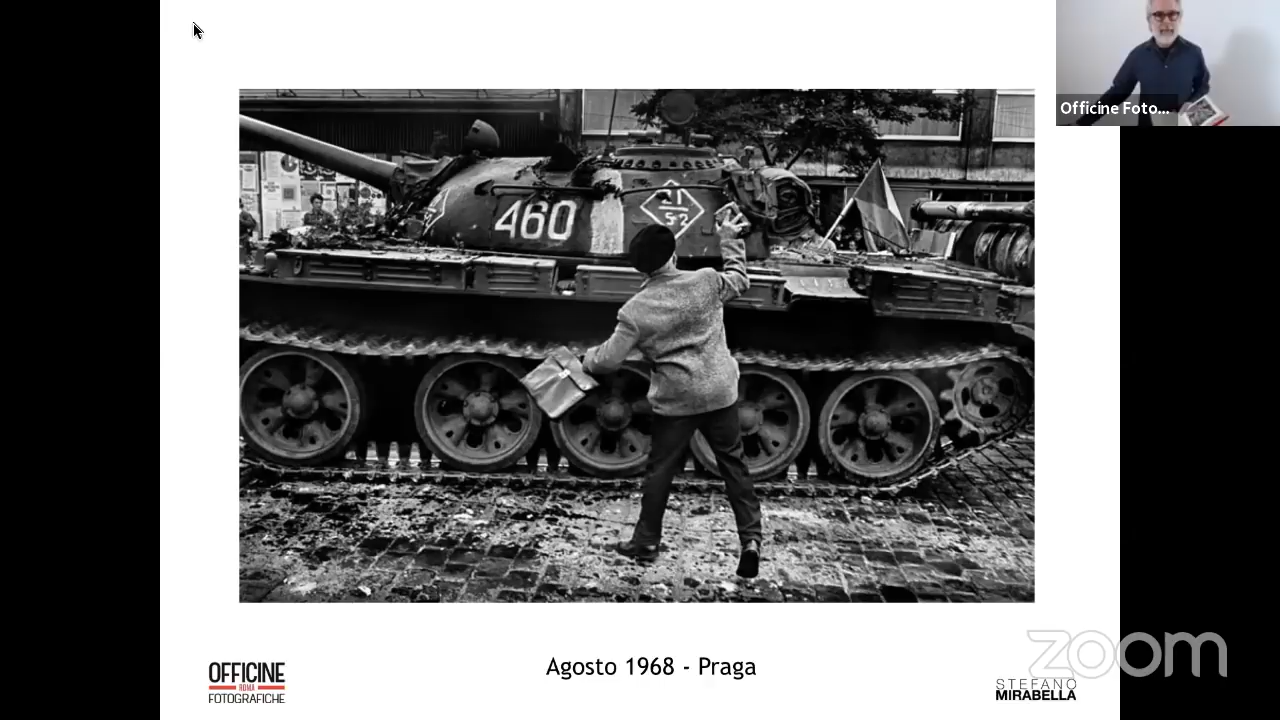 Officine Foto...
460
21
52
Agosto 1968 - Praga
OFFICINE
ROMA
FOTOGRAFICHE
STEFANO
MIRABELLA
zoom